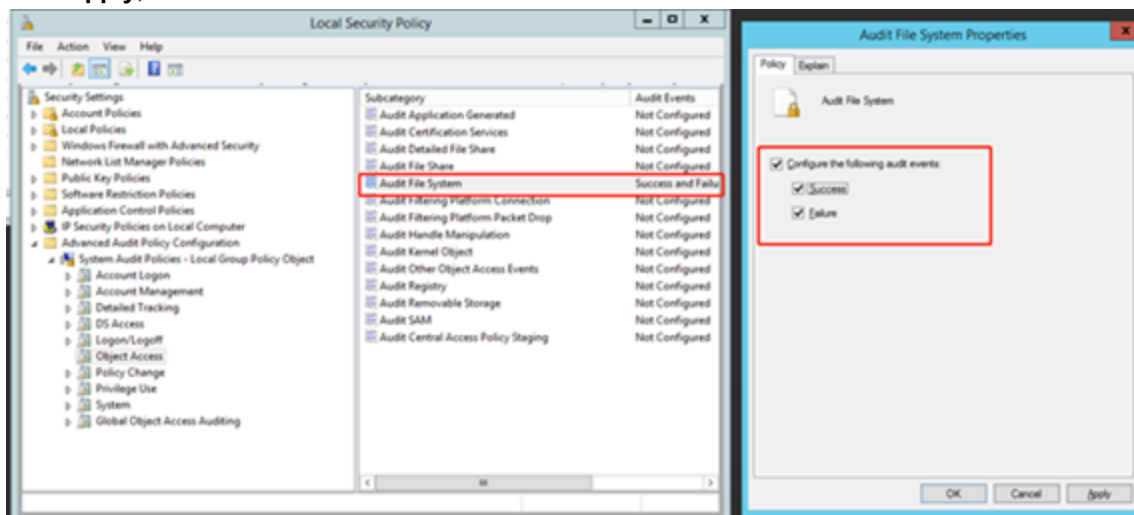 Local Security Policy
File Action View Help
Security Settings
Account Policies
Local Policies
Windows Firewall with Advanced Security
Network List Manager Policies
Public Key Policies
Software Restriction Policies
Application Control Policies
IP Security Policies on Local Computer
Advanced Audit Policy Configuration
System Audit Policies - Local Group Policy Object
Account Logon
Account Management
Detailed Tracking
DS Access
Logon/Logoff
Object Access
Policy Change
Privilege Use
System
Global Object Access Auditing
Subcategory Audit Events
Audit Application Generated Not Configured
Audit Certification Services Not Configured
Audit Detailed File Share Not Configured
Audit File Share Not Configured
Audit File System Success and Failu
Audit Filtering Platform Connection Not Configured
Audit Filtering Platform Packet Drop Not Configured
Audit Handle Manipulation Not Configured
Audit Kernel Object Not Configured
Audit Other Object Access Events Not Configured
Audit Registry Not Configured
Audit Removable Storage Not Configured
Audit SAM Not Configured
Audit Central Access Policy Staging Not Configured
Audit File System Properties
Policy Explain
Audit File System
Configure the following audit events:
Success
Failure
OK Cancel Apply